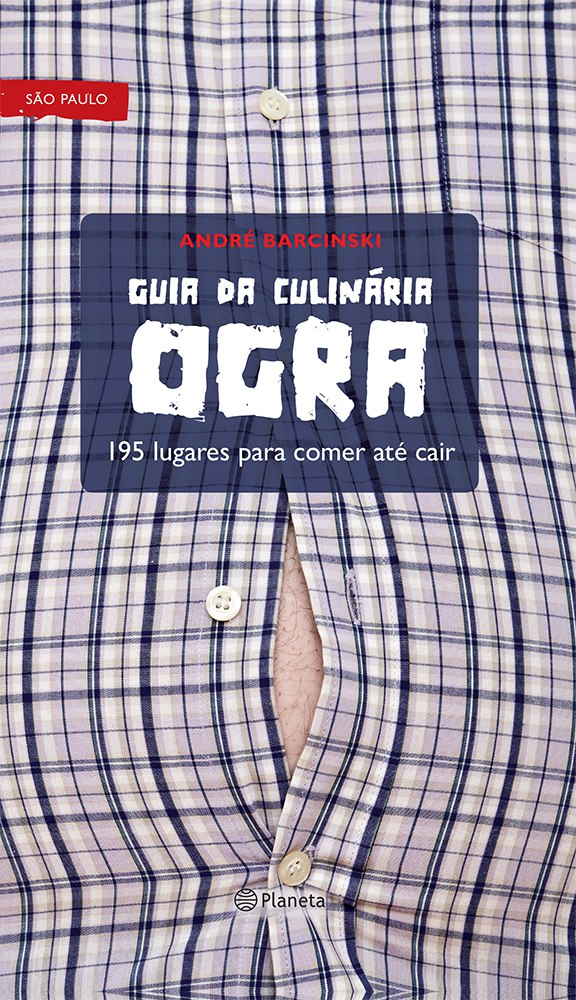 SÃO PAULO
ANDRÉ BARCINSKI
GUIA DA CULINÁRIA
OGRA
195 lugares para comer até cair
Planeta